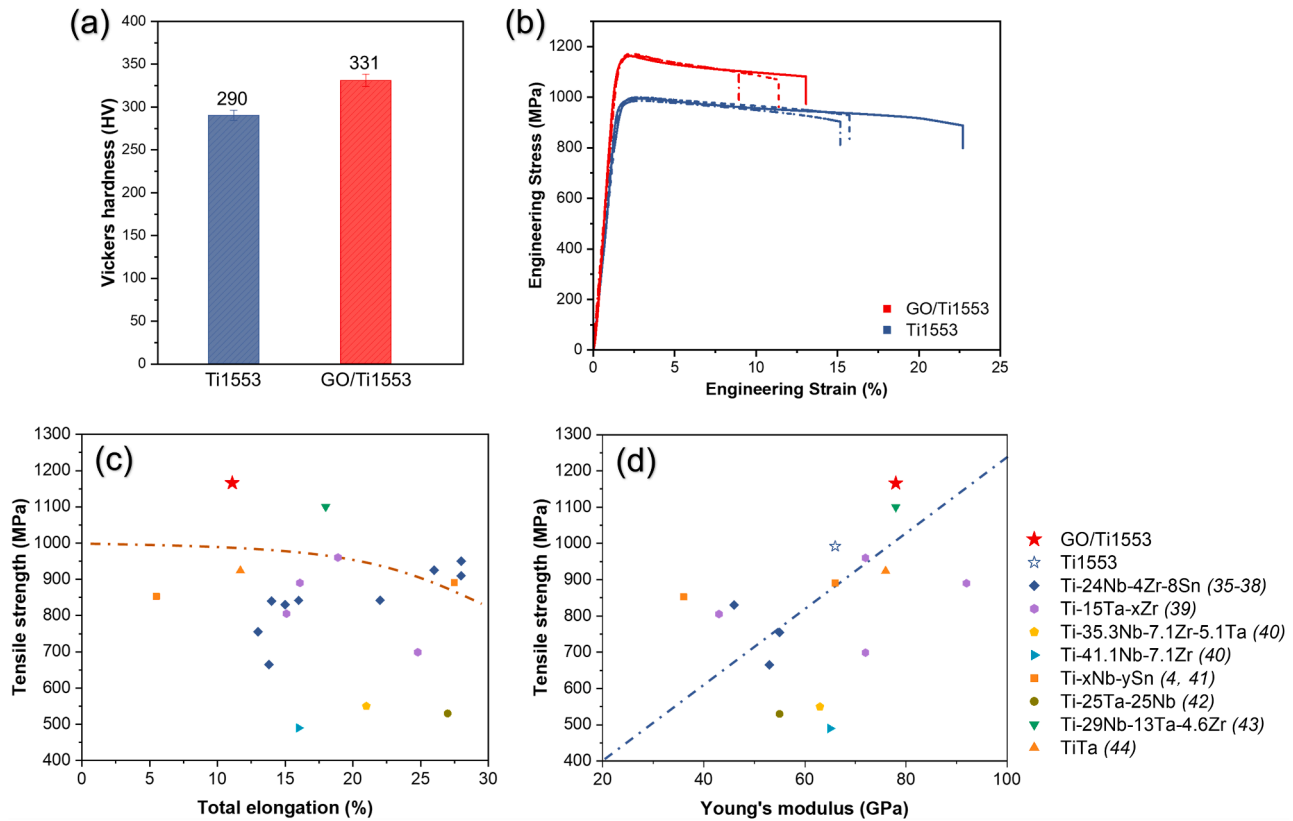 (a)
400
350
300
250
200
150
100
50
0
Vickers hardness (HV)
290
331
Ti1553
GO/Ti1553
(b)
1200
1000
800
600
400
200
0
Engineering Stress (MPa)
GO/Ti1553
Ti1553
0 5 10 15 20 25
Engineering Strain (%)
(c)
1300
1200
1100
1000
900
800
700
600
500
400
Tensile strength (MPa)
0 5 10 15 20 25 30
Total elongation (%)
(d)
1300
1200
1100
1000
900
800
700
600
500
400
Tensile strength (MPa)
20 40 60 80 100
Young's modulus (GPa)
GO/Ti1553
Ti1553
Ti-24Nb-4Zr-8Sn (35-38)
Ti-15Ta-xZr (39)
Ti-35.3Nb-7.1Zr-5.1Ta (40)
Ti-41.1Nb-7.1Zr (40)
Ti-xNb-ySn (4, 41)
Ti-25Ta-25Nb (42)
Ti-29Nb-13Ta-4.6Zr (43)
TiTa (44)